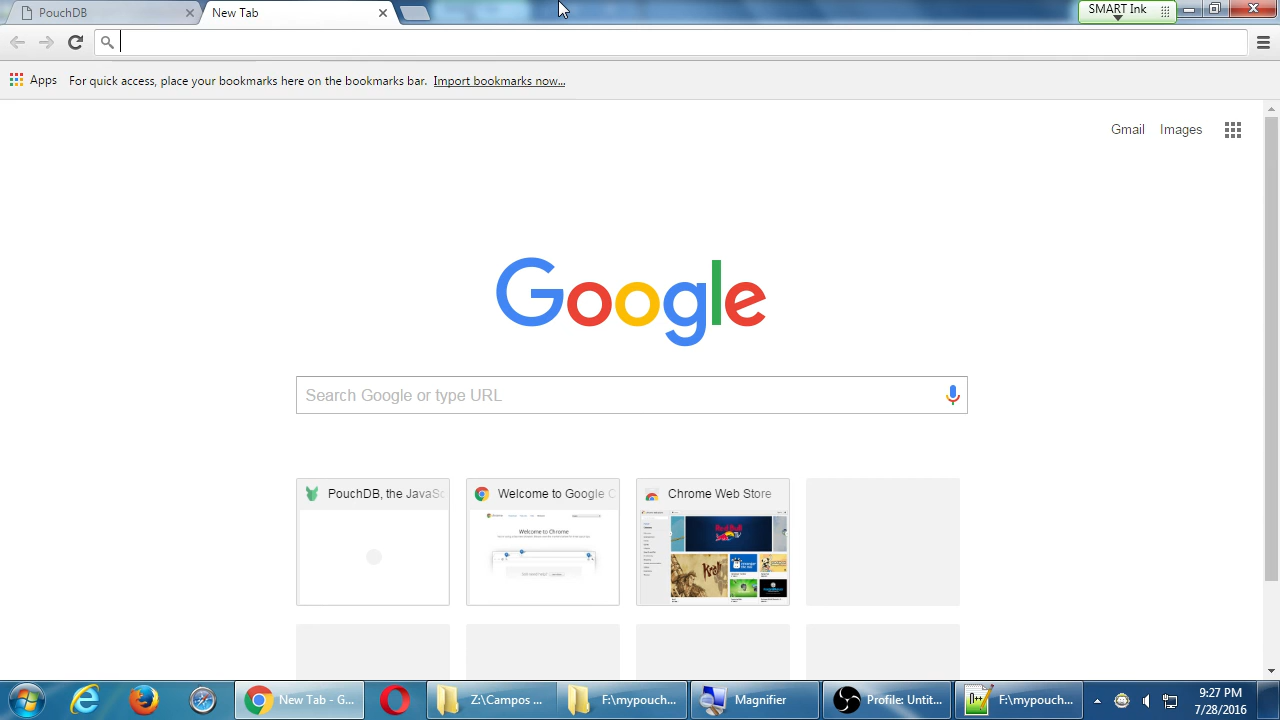 PouchDB
New Tab
SMART Ink
Apps
For quick access, place your bookmarks here on the bookmarks bar. Import bookmarks now...
Gmail
Images
Google
Search Google or type URL
PouchDB, the JavaSc
Welcome to Google C
Chrome Web Store
Welcome to Chrome
New Tab - G...
Z:\Campos ...
F:\mypouch...
Magnifier
Profile: Untit...
F:\mypouch...
9:27 PM
7/28/2016